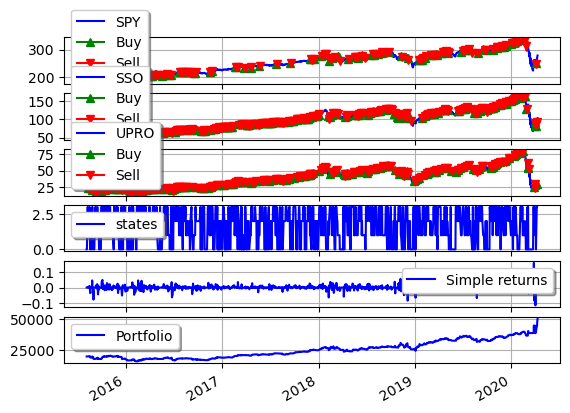 SPY
Buy
Sell
300
200
SSO
Buy
Sell
150
100
50
UPRO
Buy
Sell
75
50
25
states
2.5
0.0
Simple returns
0.1
0.0
−0.1
Portfolio
50000
25000
2016 2017 2018 2019 2020